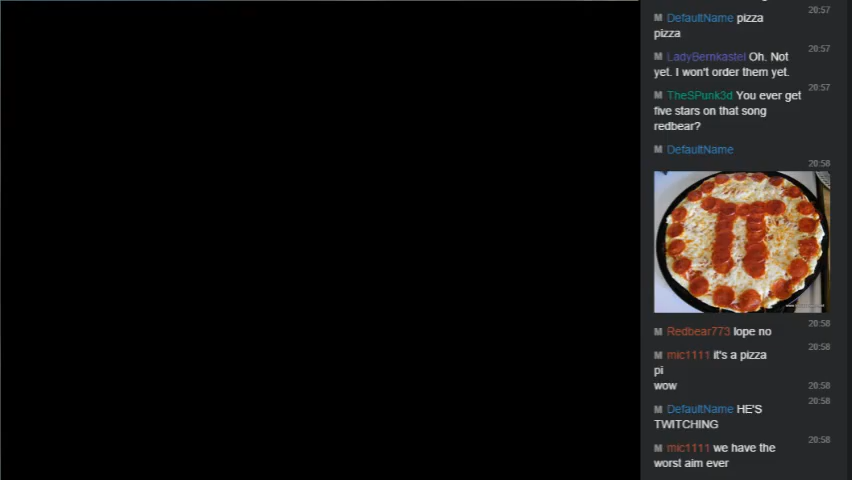 20:57
M DefaultName pizza
pizza
20:57
M LadyBernkastel Oh. Not
yet. I won't order them yet.
20:57
M TheSPunk3d You ever get
five stars on that song
redbear?
M DefaultName
20:58
20:58
M Redbear773 lope no
20:58
M mic1111 it's a pizza
pi
wow 20:58
20:58
M DefaultName HE'S
TWITCHING
20:58
M mic1111 we have the
worst aim ever